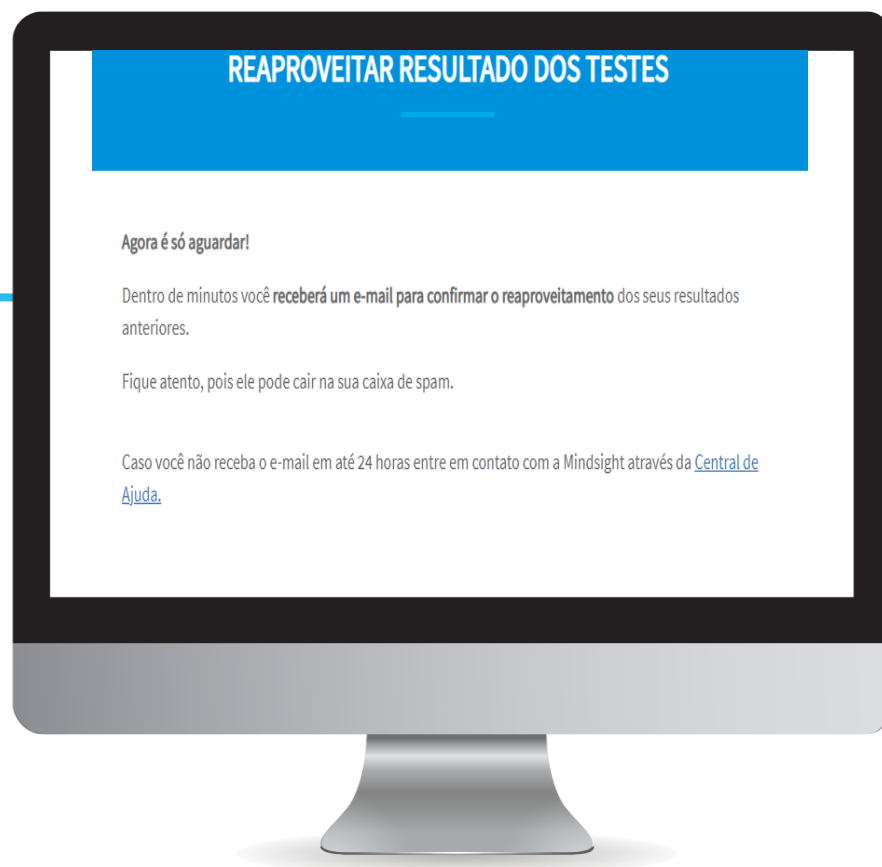 REAPROVEITAR RESULTADO DOS TESTES
Agora é só aguardar!
Dentro de minutos você receberá um e-mail para confirmar o reaproveitamento dos seus resultados
anteriores.
Fique atento, pois ele pode cair na sua caixa de spam.
Caso você não receba o e-mail em até 24 horas entre em contato com a Mindsight através da Central de
Ajuda.